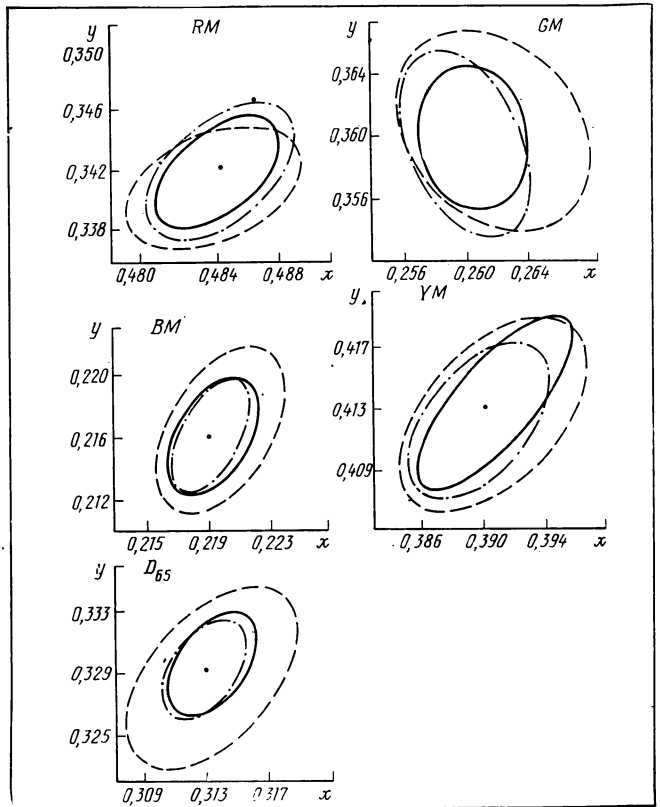 RM
y
0,350
0,346
0,342
0,338
0,480 0,484 0,488 x
GM
y
0,364
0,360
0,356
0,256 0,260 0,264 x
BM
y
0,220
0,216
0,212
0,215 0,219 0,223 x
YM
y
0,417
0,413
0,409
0,386 0,390 0,394 x
D65
y
0,333
0,329
0,325
0,309 0,313 0,317 x